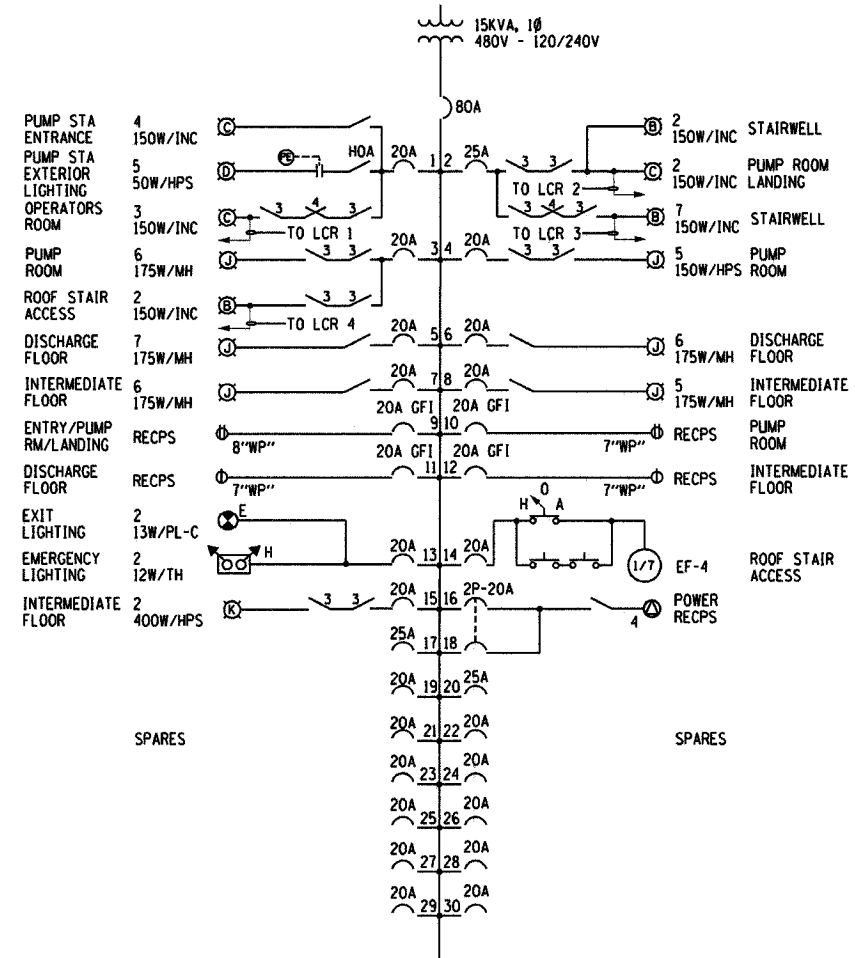 15KVA, 1Ø
480V - 120/240V
80A
PUMP STA 4
ENTRANCE 150W/INC C
PUMP STA
EXTERIOR 5
LIGHTING 50W/HPS D PE HOA 20A 1
OPERATORS 3
ROOM 150W/INC C 3 4 3
TO LCR 1
2 25A 3 3 B 2
150W/INC STAIRWELL
TO LCR 2 C 2 PUMP ROOM
150W/INC LANDING
3 4 3 B 7
150W/INC STAIRWELL
TO LCR 3
PUMP 6
ROOM 175W/MH J 3 3 20A 3
4 20A 3 3 J 5 PUMP
150W/HPS ROOM
ROOF STAIR 2
ACCESS 150W/INC B 3 3
TO LCR 4
DISCHARGE 7
FLOOR 175W/MH J 20A 5
6 20A J 6 DISCHARGE
175W/MH FLOOR
INTERMEDIATE 6
FLOOR 175W/MH J 20A 7
8 20A J 5 INTERMEDIATE
175W/MH FLOOR
ENTRY/PUMP
RM/LANDING RECPS 8"WP" 20A GFI 9
10 20A GFI 7"WP" RECPS PUMP
ROOM
DISCHARGE
FLOOR RECPS 7"WP" 20A GFI 11
12 20A GFI 7"WP" RECPS INTERMEDIATE
FLOOR
EXIT 2
LIGHTING 13W/PL-C E
EMERGENCY 2
LIGHTING 12W/TH H 20A 13
14 20A H O A 1/7 EF-4 ROOF STAIR
ACCESS
INTERMEDIATE 2
FLOOR 400W/HPS K 3 3 20A 15
16 2P-20A 4 POWER
RECPS
25A 17 18
20A 19 20 25A
20A 21 22 20A
SPARES SPARES
20A 23 24 20A
20A 25 26 20A
20A 27 28 20A
20A 29 30 20A